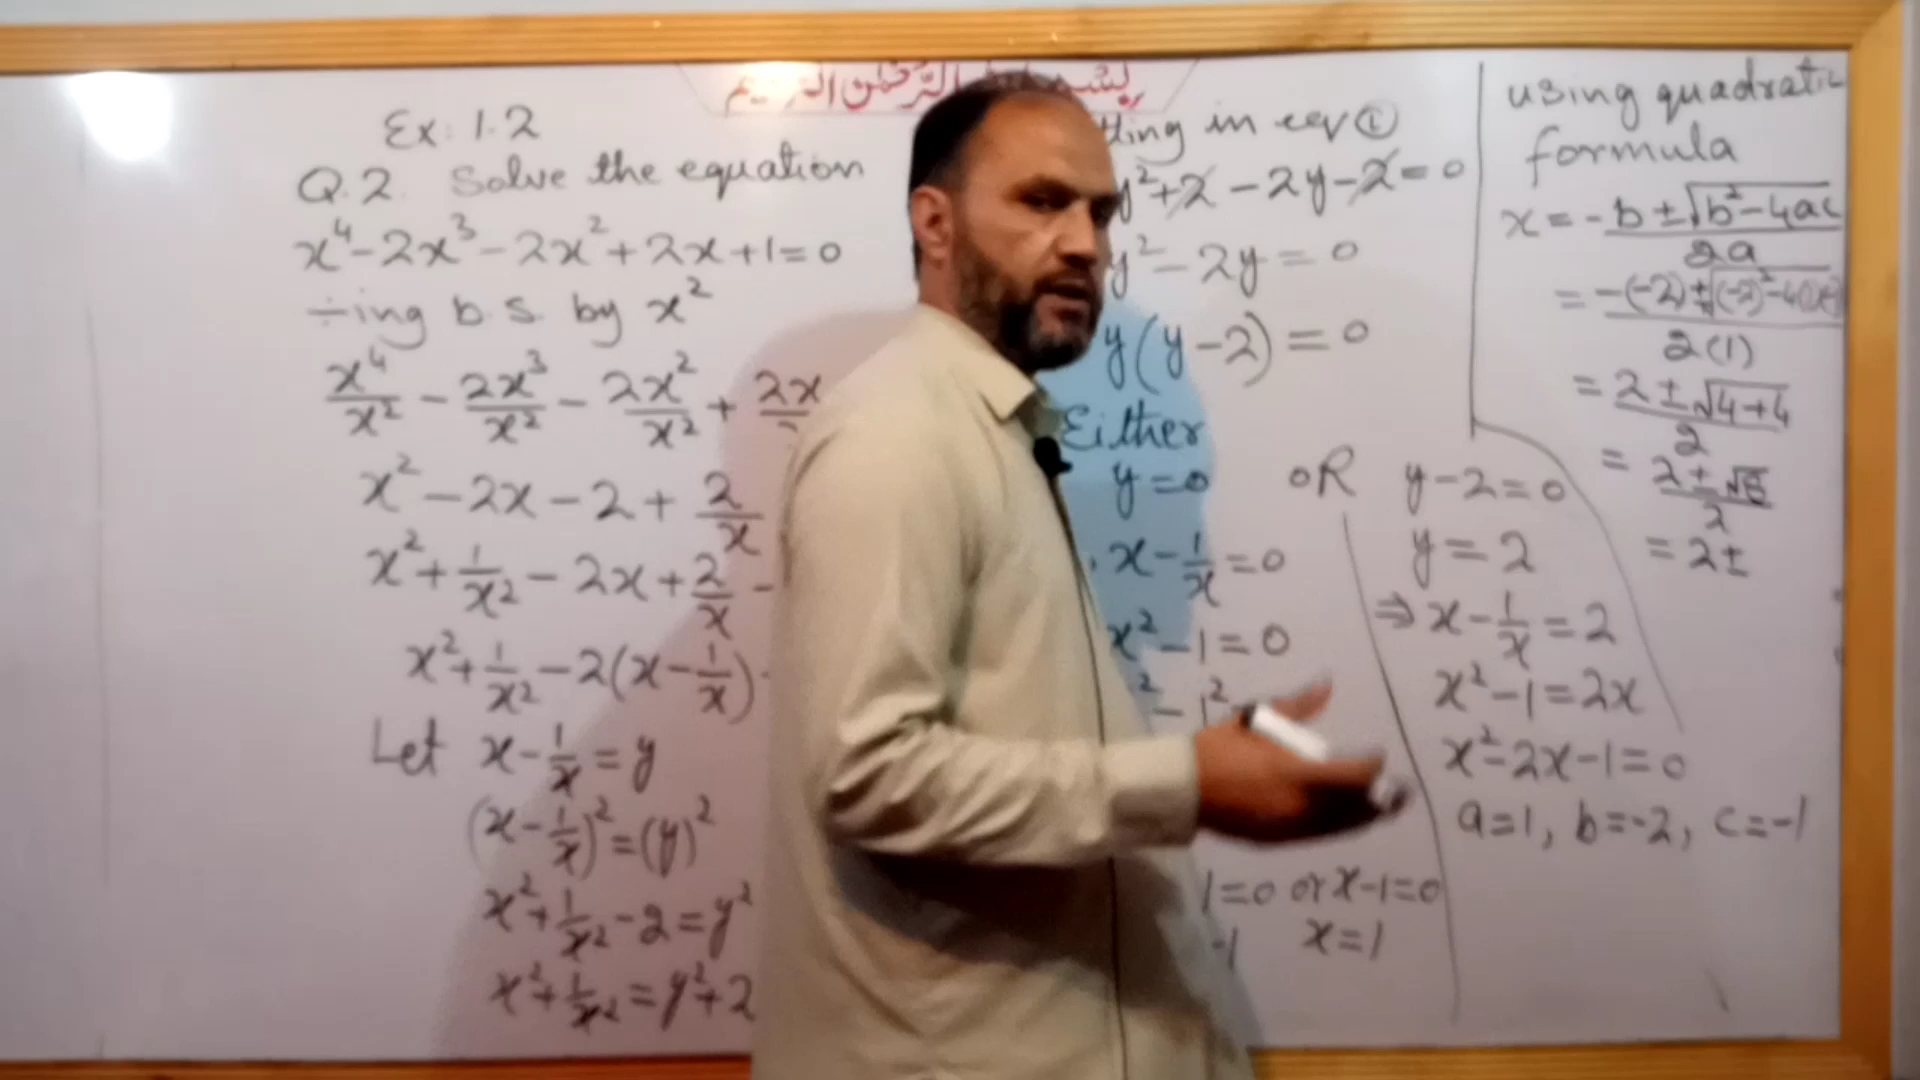 الرحمن الرحيم
Ex: 1.2
Q.2. Solve the equation
x⁴-2x³-2x²+2x+1=0
÷ing b.s. by x²
x⁴/x² - 2x³/x² - 2x²/x² + 2x
x²-2x-2+2/x
x²+1/x²-2x+2/x-
x²+1/x²-2(x-1/x)
Let x-1/x=y
(x-1/x)²=(y)²
x²+1/x²-2=y²
x²+1/x²=y²+2
tting in eq ①
y²+2-2y-2=0
y²-2y=0
y(y-2)=0
Either
y=0 OR
x-1/x=0
x²-1=0
² - 1²
1=0 or x-1=0
-1 x=1
y-2=0
y=2
⇒ x-1/x=2
x²-1=2x
x²-2x-1=0
a=1, b=-2, c=-1
using quadratic
formula
x=-b±√b²-4ac/2a
=-(-2)±√(-2)²-4(1)(-/2(1)
=2±√4+4/2
=2±√8/2
=2±